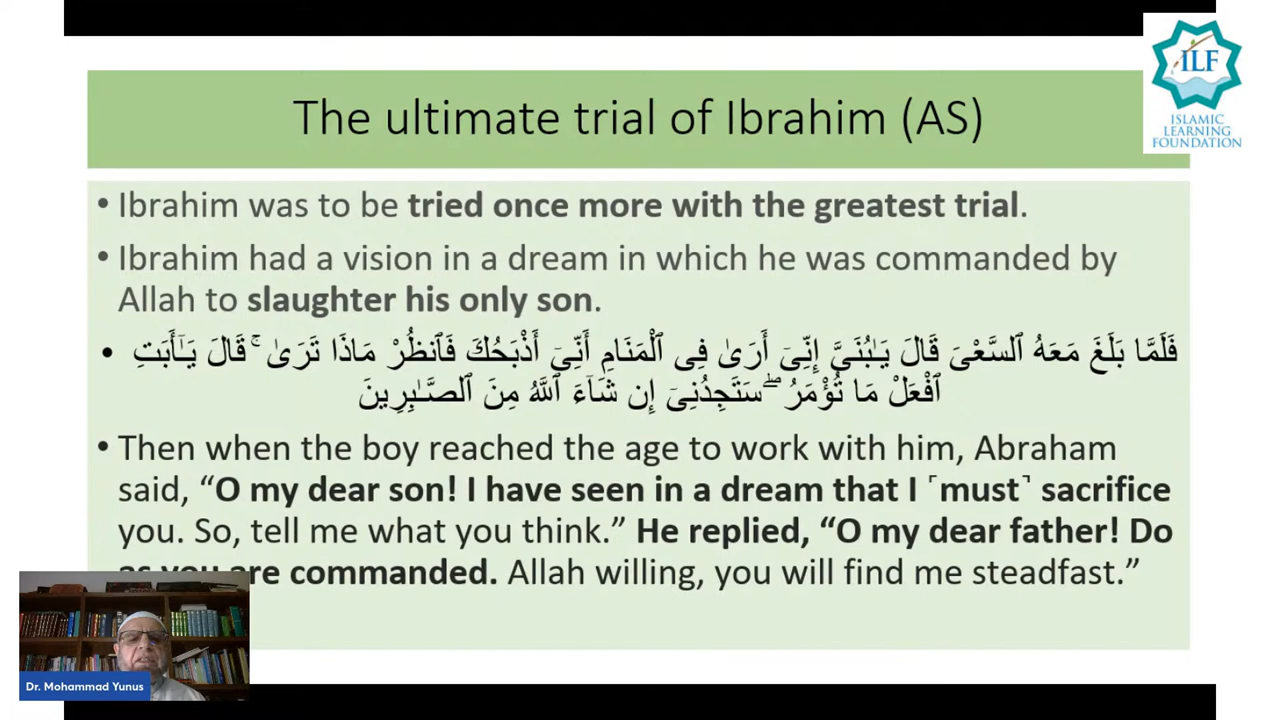 ILF
ISLAMIC
LEARNING
FOUNDATION
The ultimate trial of Ibrahim (AS)
• Ibrahim was to be tried once more with the greatest trial.
• Ibrahim had a vision in a dream in which he was commanded by
Allah to slaughter his only son.
• فَلَمَّا بَلَغَ مَعَهُ ٱلسَّعْىَ قَالَ يَـٰبُنَىَّ إِنِّىٓ أَرَىٰ فِى ٱلْمَنَامِ أَنِّىٓ أَذْبَحُكَ فَٱنظُرْ مَاذَا تَرَىٰ ۚ قَالَ يَـٰٓأَبَتِ
ٱفْعَلْ مَا تُؤْمَرُ ۖ سَتَجِدُنِىٓ إِن شَآءَ ٱللَّهُ مِنَ ٱلصَّـٰبِرِينَ
• Then when the boy reached the age to work with him, Abraham
said, “O my dear son! I have seen in a dream that I ˹must˺ sacrifice
you. So, tell me what you think.” He replied, “O my dear father! Do
as you are commanded. Allah willing, you will find me steadfast.”
Dr. Mohammad Yunus